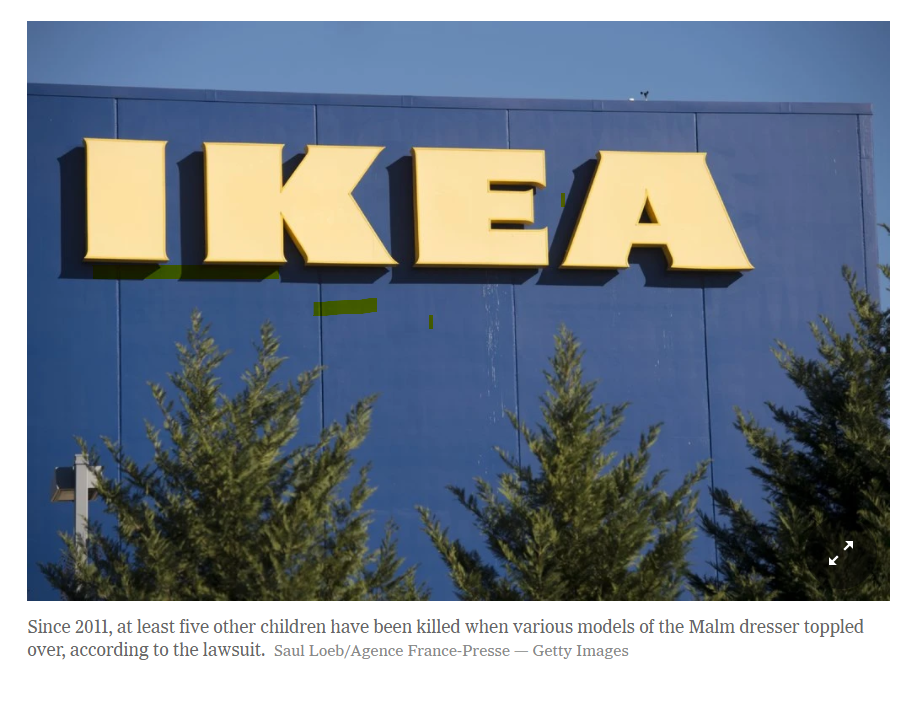 IKEA
Since 2011, at least five other children have been killed when various models of the Malm dresser toppled
over, according to the lawsuit. Saul Loeb/Agence France-Presse — Getty Images